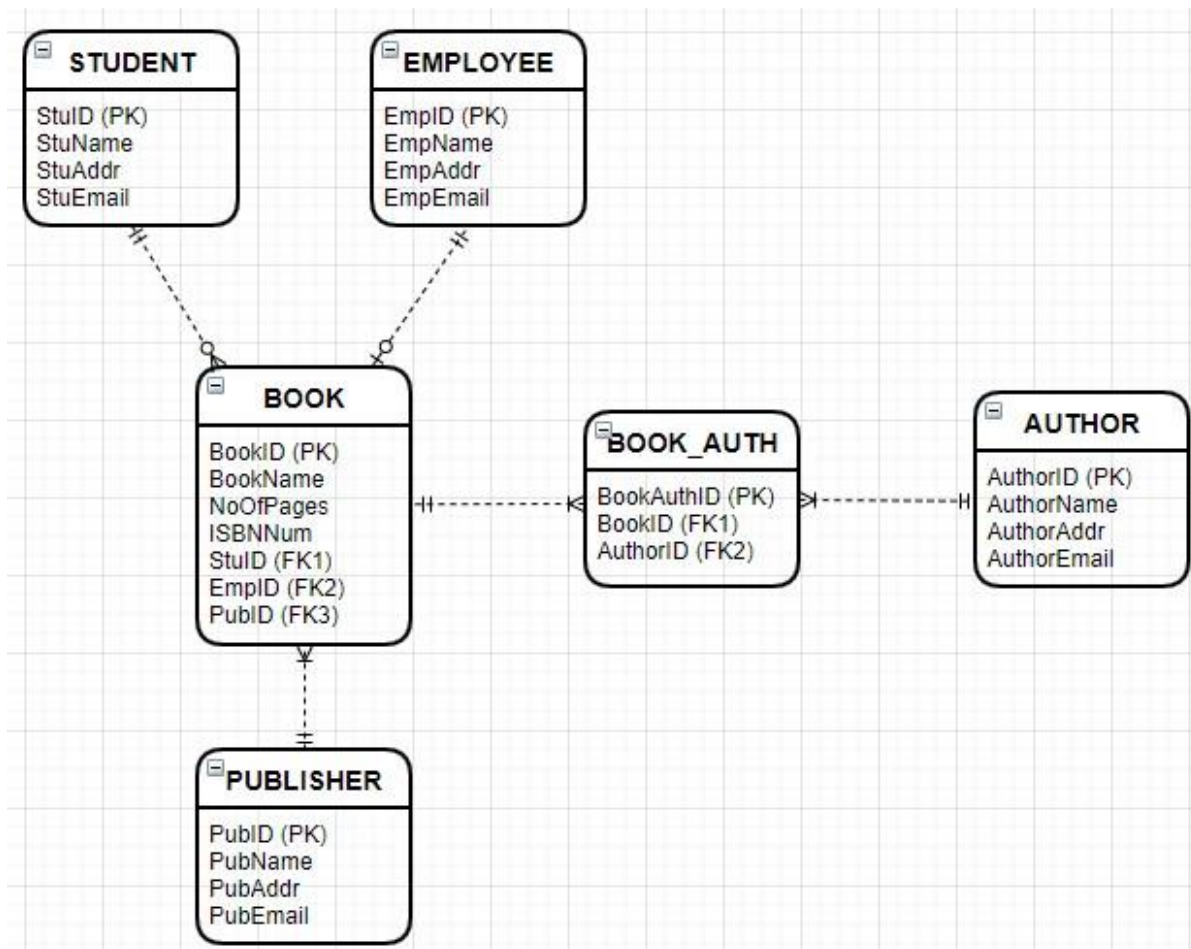 STUDENT
StuID (PK)
StuName
StuAddr
StuEmail
EMPLOYEE
EmpID (PK)
EmpName
EmpAddr
EmpEmail
BOOK
BookID (PK)
BookName
NoOfPages
ISBNNum
StuID (FK1)
EmpID (FK2)
PubID (FK3)
BOOK_AUTH
BookAuthID (PK)
BookID (FK1)
AuthorID (FK2)
AUTHOR
AuthorID (PK)
AuthorName
AuthorAddr
AuthorEmail
PUBLISHER
PubID (PK)
PubName
PubAddr
PubEmail